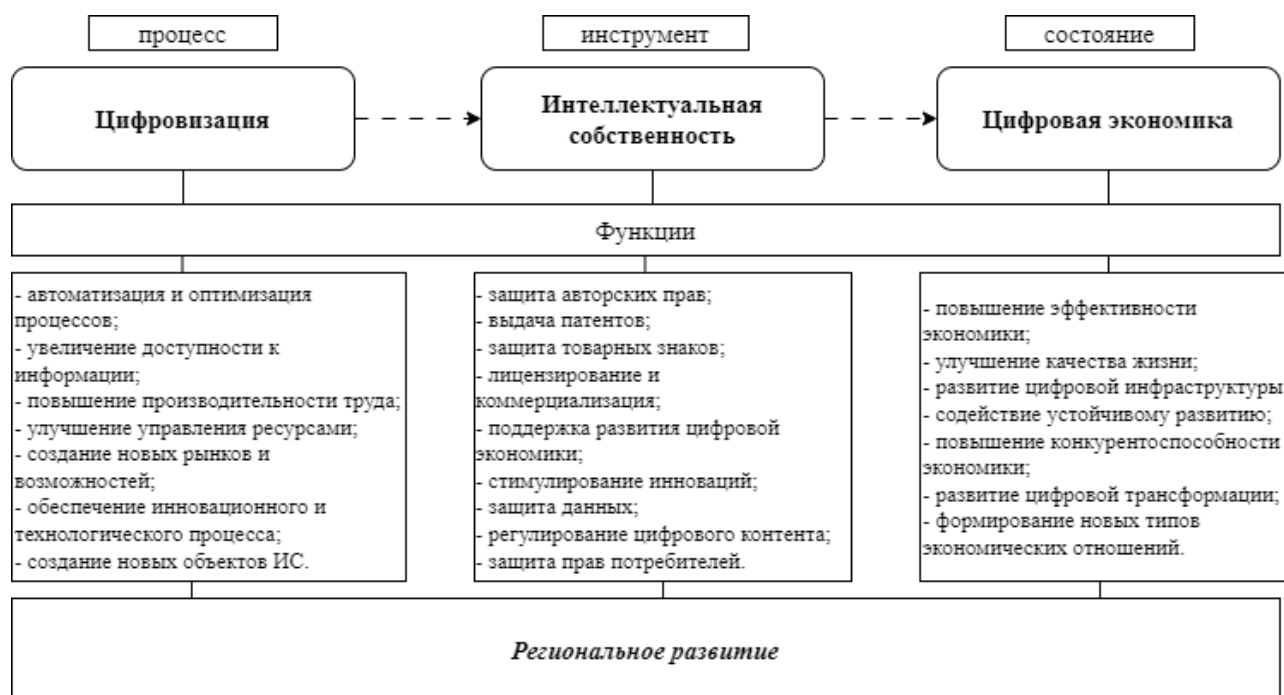 процесс
инструмент
состояние
Цифровизация
Интеллектуальная
собственность
Цифровая экономика
Функции
- автоматизация и оптимизация
процессов;
- увеличение доступности к
информации;
- повышение производительности труда;
- улучшение управления ресурсами;
- создание новых рынков и
возможностей;
- обеспечение инновационного и
технологического процесса;
- создание новых объектов ИС.
- защита авторских прав;
- выдача патентов;
- защита товарных знаков;
- лицензирование и
коммерциализация;
- поддержка развития цифровой
экономики;
- стимулирование инноваций;
- защита данных;
- регулирование цифрового контента;
- защита прав потребителей.
- повышение эффективности
экономики;
- улучшение качества жизни;
- развитие цифровой инфраструктуры
- содействие устойчивому развитию;
- повышение конкурентоспособности
экономики;
- развитие цифровой трансформации;
- формирование новых типов
экономических отношений.
Региональное развитие